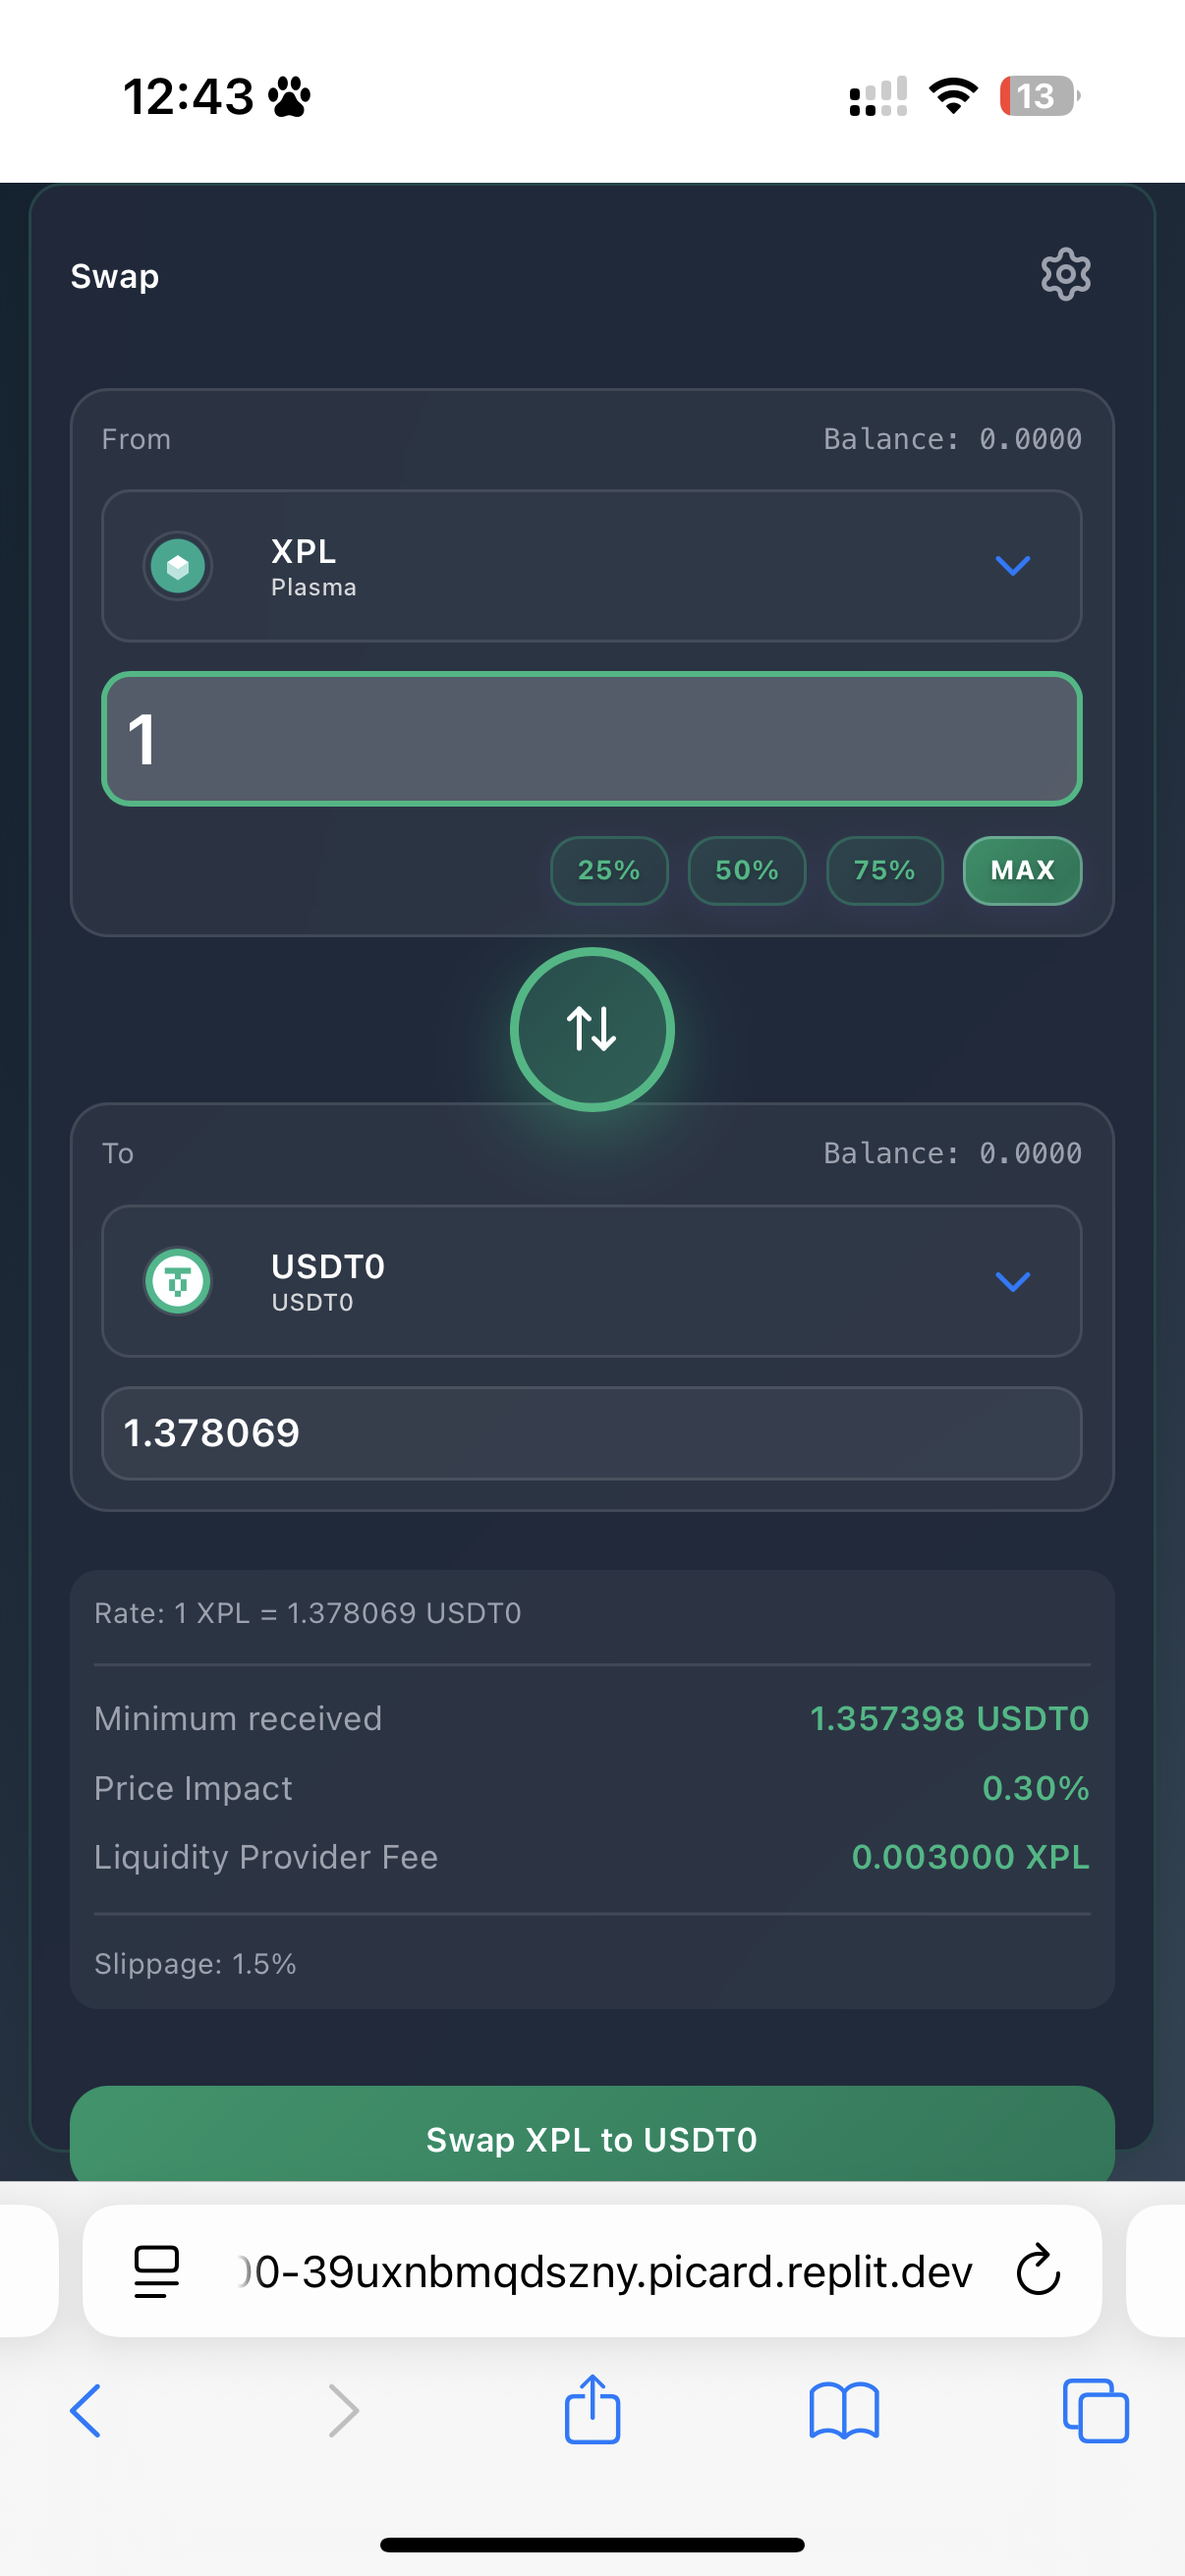 12:43
13
Swap
From
Balance: 0.0000
XPL
Plasma
1
25% 50% 75% MAX
To
Balance: 0.0000
USDT0
USDT0
1.378069
Rate: 1 XPL = 1.378069 USDT0
Minimum received 1.357398 USDT0
Price Impact 0.30%
Liquidity Provider Fee 0.003000 XPL
Slippage: 1.5%
Swap XPL to USDT0
0-39uxnbmqdszny.picard.replit.dev